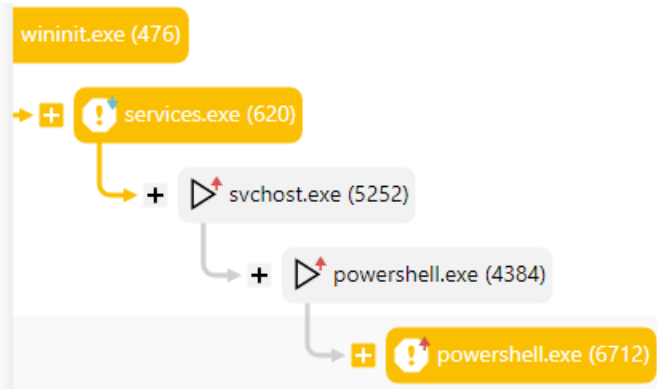 wininit.exe (476)
services.exe (620)
svchost.exe (5252)
powershell.exe (4384)
powershell.exe (6712)